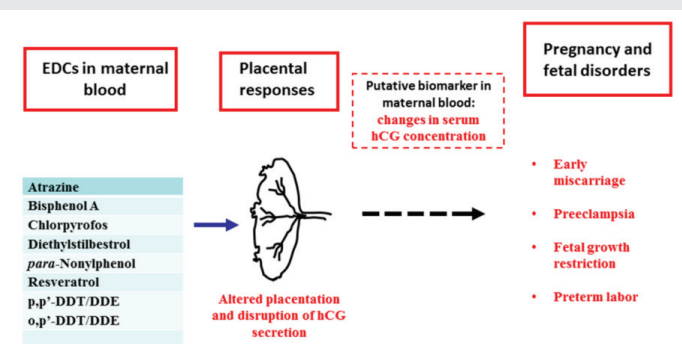 EDCs in maternal
blood
Placental
responses
Putative biomarker in
maternal blood:
changes in serum
hCG concentration
Pregnancy and
fetal disorders
Atrazine
Bisphenol A
Chlorpyrofos
Diethylstilbestrol
para-Nonylphenol
Resveratrol
p,p'-DDT/DDE
o,p'-DDT/DDE
Altered placentation
and disruption of hCG
secretion
• Early
miscarriage
• Preeclampsia
• Fetal growth
restriction
• Preterm labor